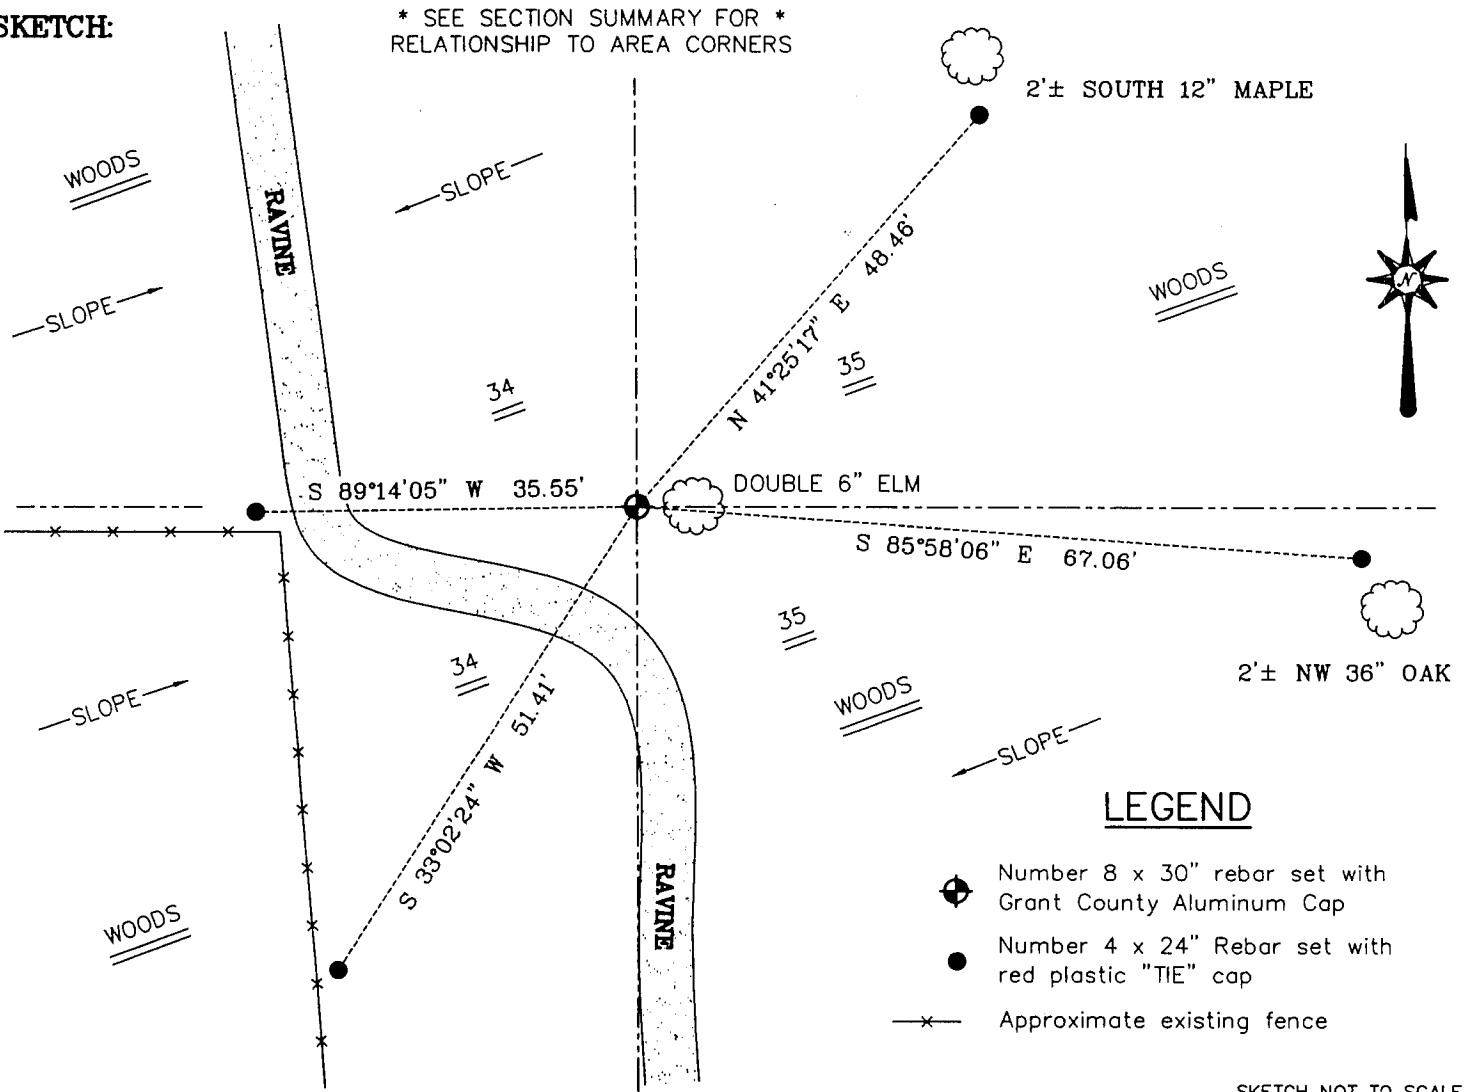 SKETCH:
* SEE SECTION SUMMARY FOR *
RELATIONSHIP TO AREA CORNERS
2'± SOUTH 12" MAPLE
WOODS
SLOPE
RAVINE
SLOPE
N 41°25'17" E 48.46'
WOODS
N
34
35
S 89°14'05" W 35.55'
DOUBLE 6" ELM
S 85°58'06" E 67.06'
34
35
2'± NW 36" OAK
SLOPE
S 33°02'24" W 51.41'
WOODS
SLOPE
RAVINE
WOODS
LEGEND
Number 8 x 30" rebar set with
Grant County Aluminum Cap
Number 4 x 24" Rebar set with
red plastic "TIE" cap
Approximate existing fence
SKETCH NOT TO SCALE